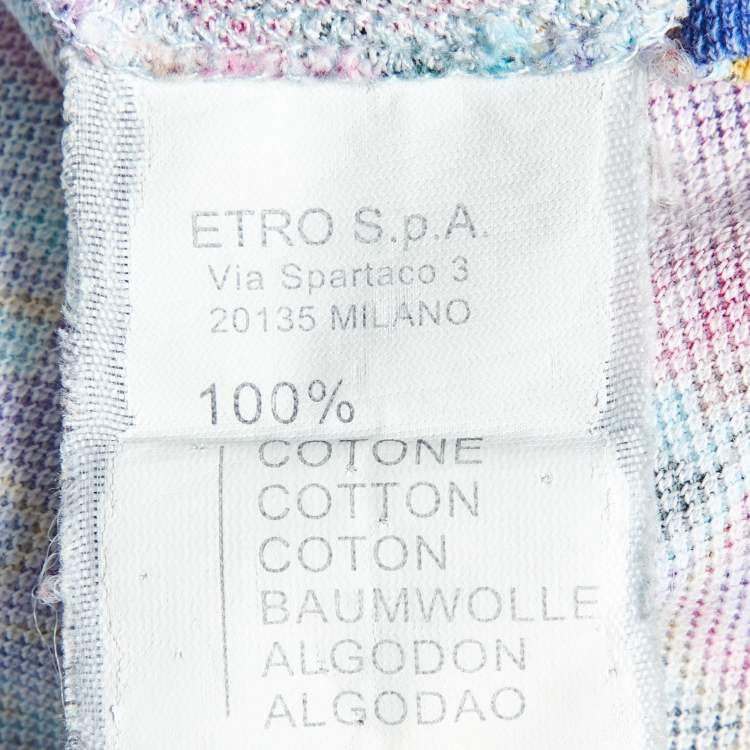 ETRO S.p.A.
Via Spartaco 3
20135 MILANO
100%
COTONE
COTTON
COTON
BAUMWOLLE
ALGODON
ALGODAO